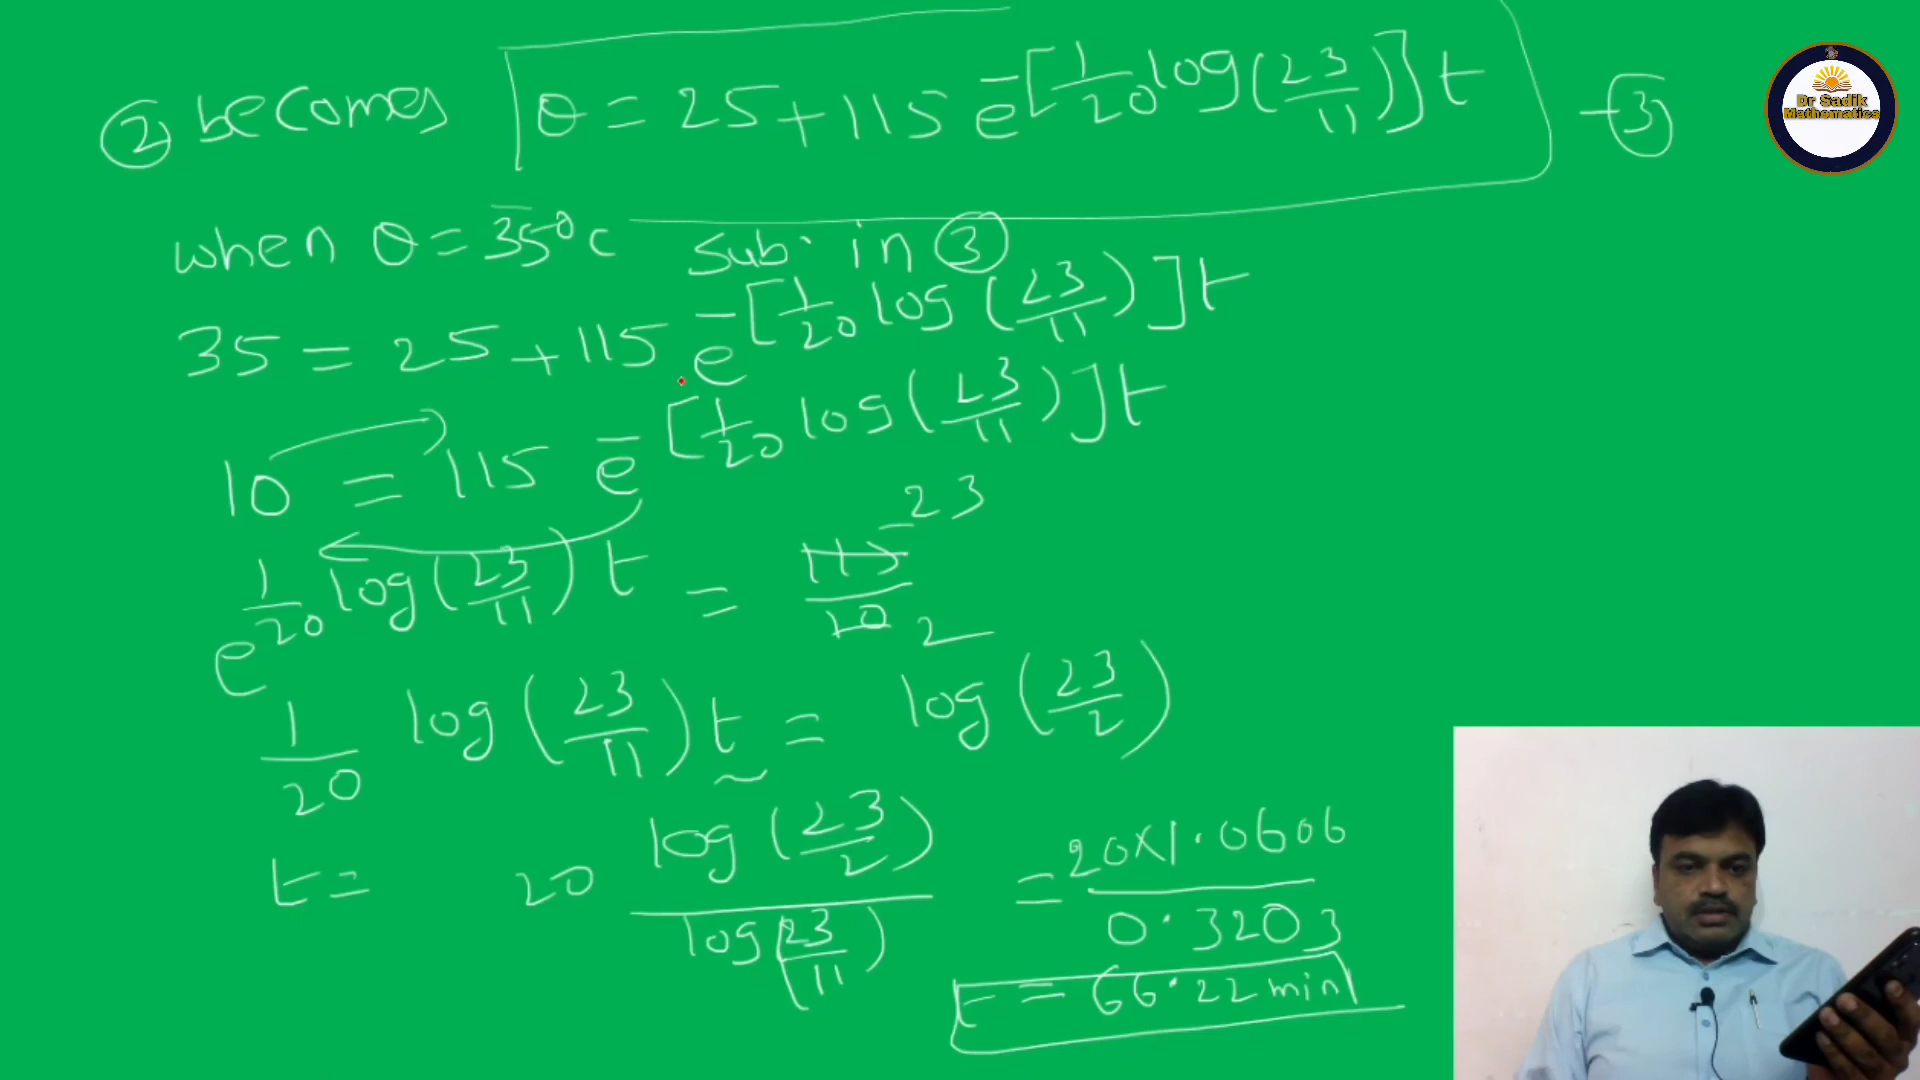 ② becomes θ = 25 + 115 e^-[1/20 log(23/11)]t -③
Dr Sadik
Mathematics
when θ = 35°c sub. in ③
35 = 25 + 115 e^-[1/20 log(23/11)]t
10 = 115 e^-[1/20 log(23/11)]t
e^1/20 log(23/11)t = 115/10 23/2
1/20 log(23/11) t = log(23/2)
t = 20 log(23/2)/log(23/11) = 20×1.0606/0.3203
t = 66.22 min